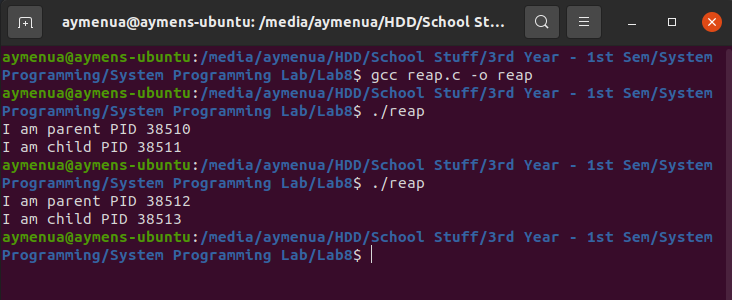 aymenua@aymens-ubuntu: /media/aymenua/HDD/School St...
aymenua@aymens-ubuntu:/media/aymenua/HDD/School Stuff/3rd Year - 1st Sem/System
Programming/System Programming Lab/Lab8$ gcc reap.c -o reap
aymenua@aymens-ubuntu:/media/aymenua/HDD/School Stuff/3rd Year - 1st Sem/System
Programming/System Programming Lab/Lab8$ ./reap
I am parent PID 38510
I am child PID 38511
aymenua@aymens-ubuntu:/media/aymenua/HDD/School Stuff/3rd Year - 1st Sem/System
Programming/System Programming Lab/Lab8$ ./reap
I am parent PID 38512
I am child PID 38513
aymenua@aymens-ubuntu:/media/aymenua/HDD/School Stuff/3rd Year - 1st Sem/System
Programming/System Programming Lab/Lab8$